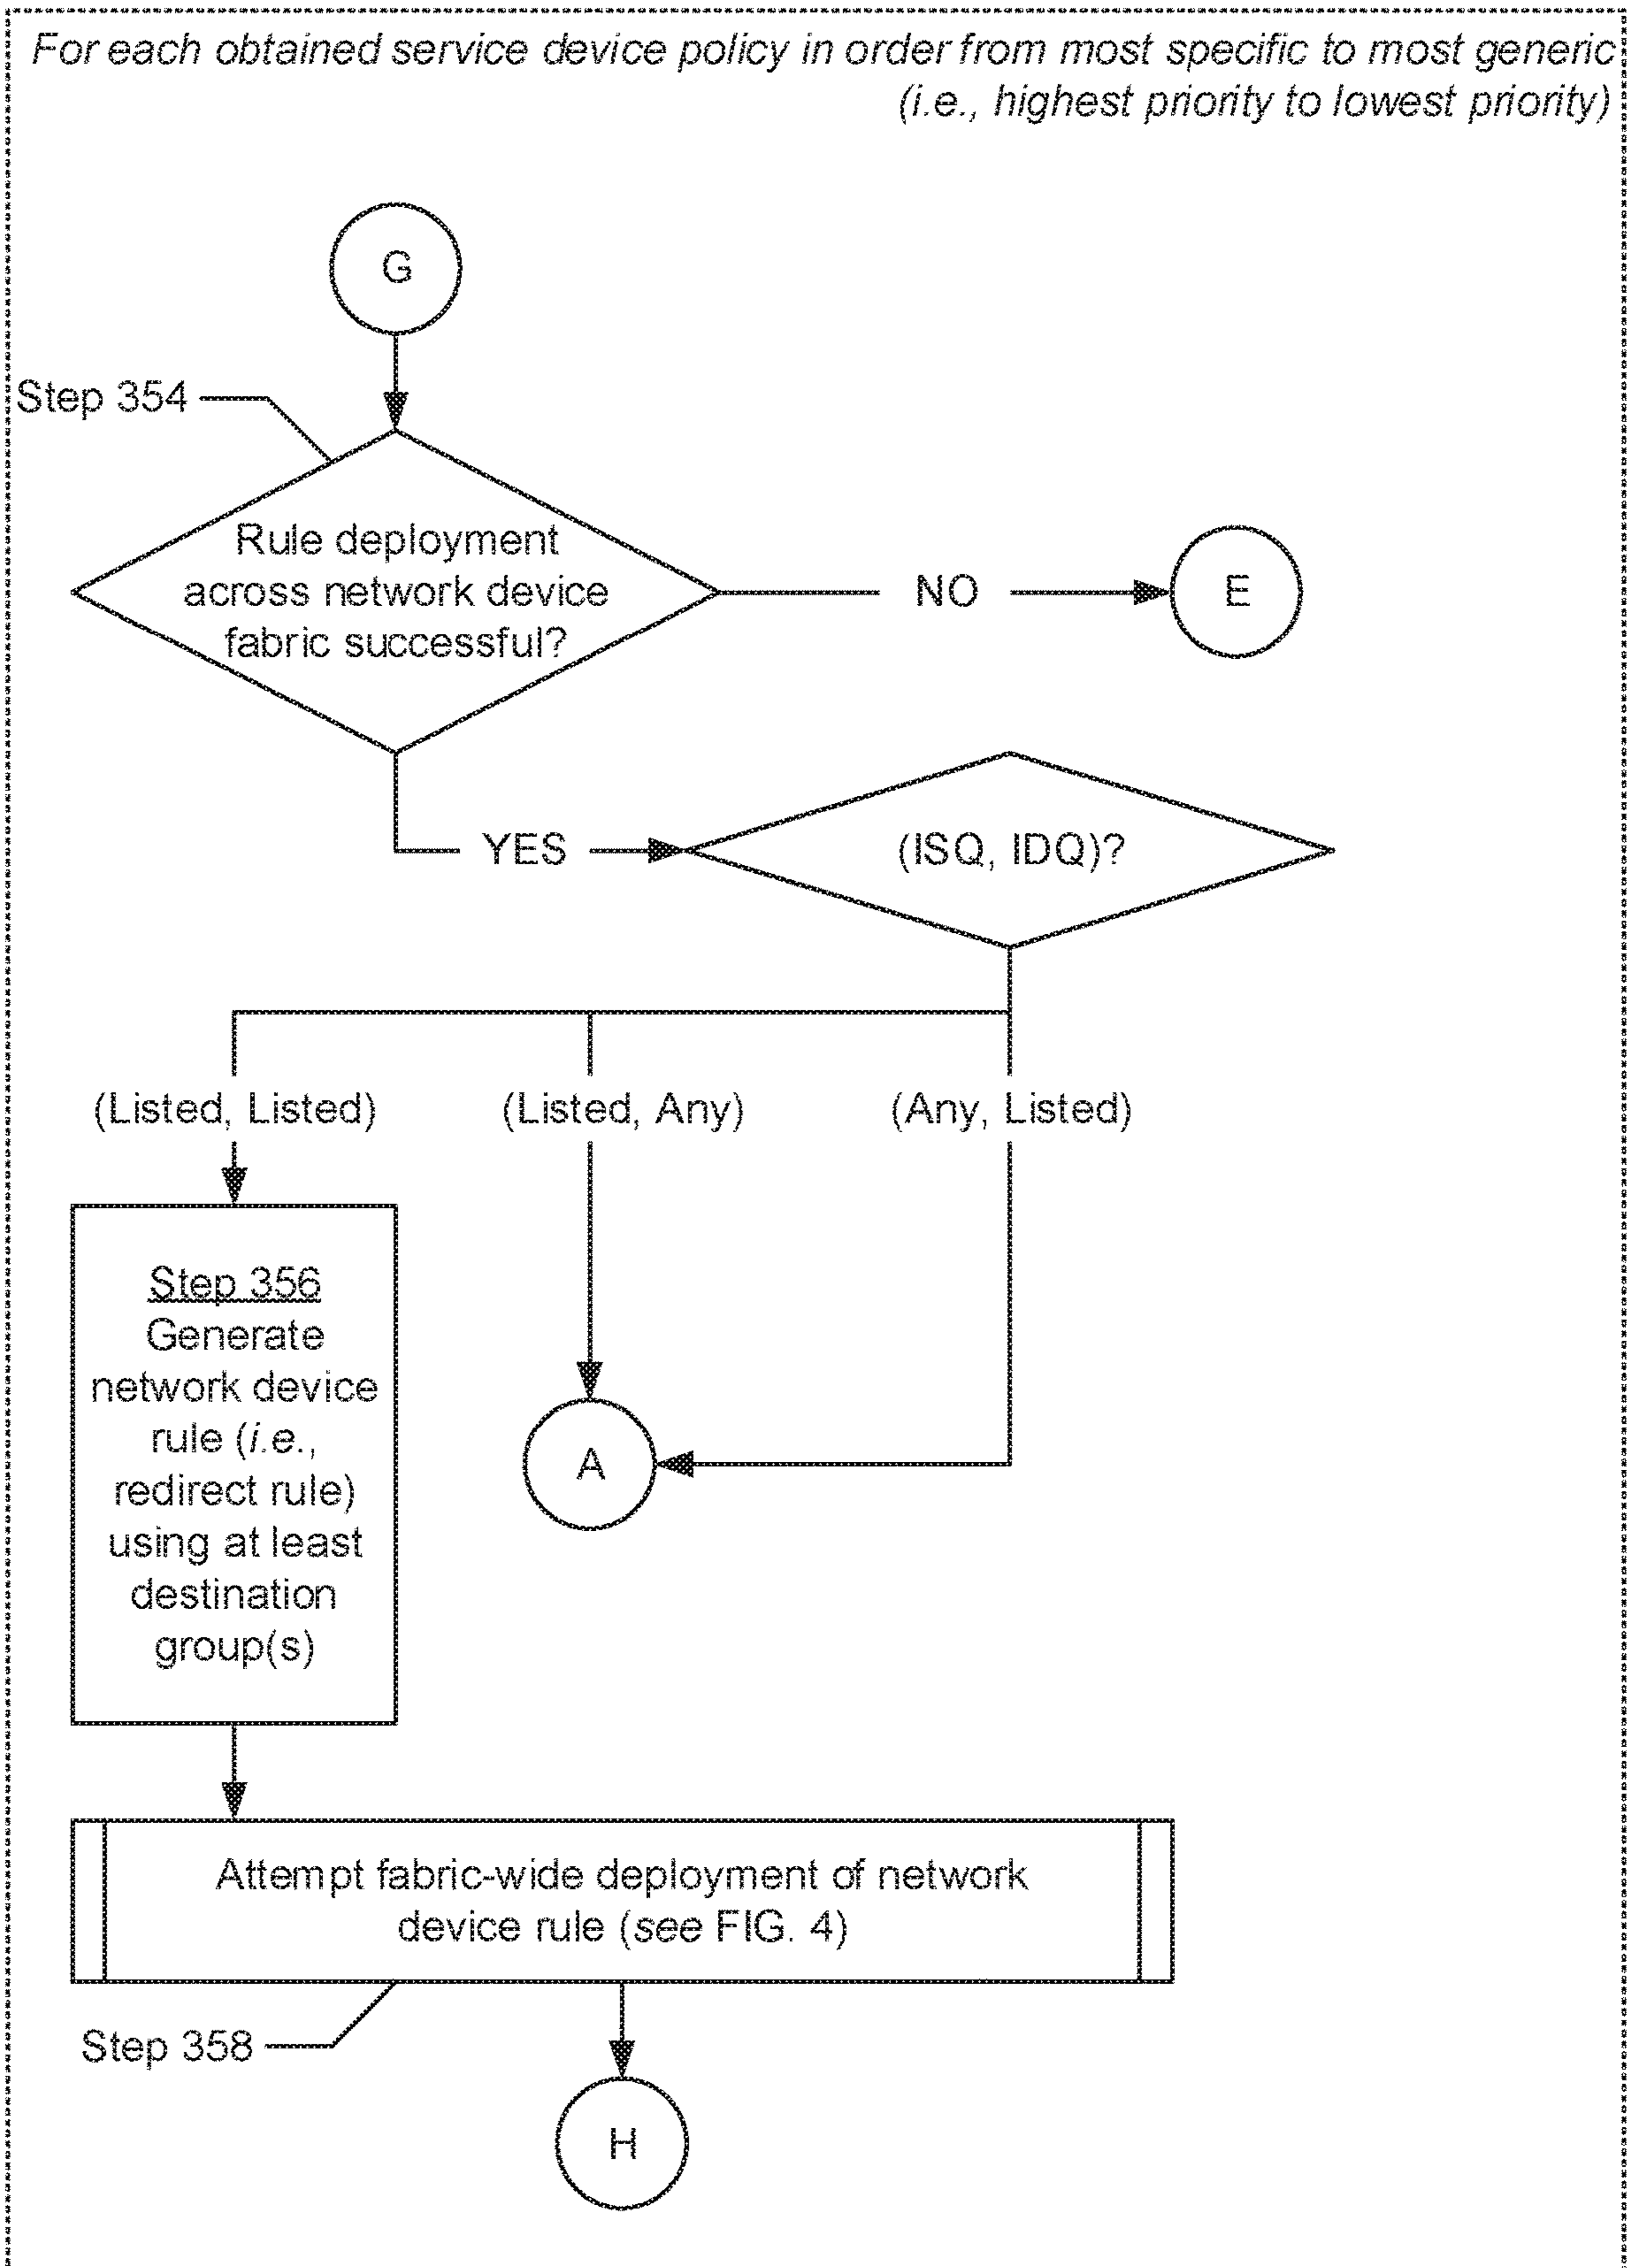 For each obtained service device policy in order from most specific to most generic
(i.e., highest priority to lowest priority)
G
Step 354
Rule deployment
across network device
fabric successful?
NO
E
YES
(ISQ, IDQ)?
(Listed, Listed)
(Listed, Any)
(Any, Listed)
Step 356
Generate
network device
rule (i.e.,
redirect rule)
using at least
destination
group(s)
A
Attempt fabric-wide deployment of network
device rule (see FIG. 4)
Step 358
H